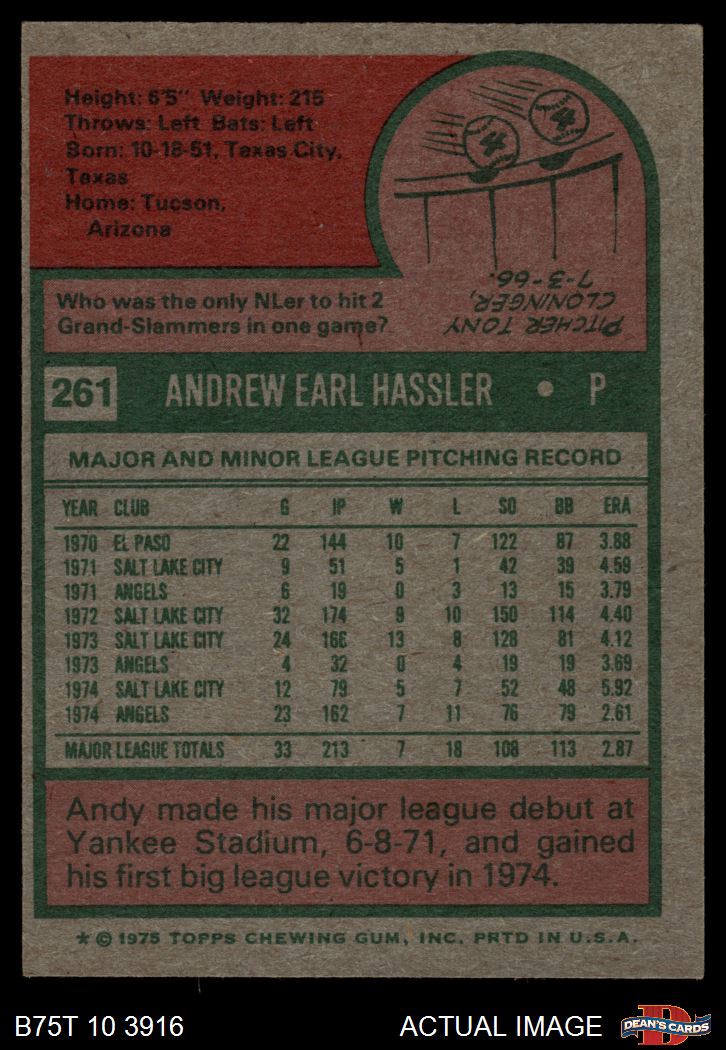 Height: 6'5" Weight: 215
Throws: Left Bats: Left
Born: 10-18-51, Texas City,
Texas
Home: Tucson,
Arizona
4 4
Who was the only NLer to hit 2
Grand-Slammers in one game?
PITCHER TONY
CLONINGER,
7-3-66.
261 ANDREW EARL HASSLER • P
MAJOR AND MINOR LEAGUE PITCHING RECORD
YEAR CLUB G IP W L SO BB ERA
1970 EL PASO 22 144 10 7 122 87 3.88
1971 SALT LAKE CITY 9 51 5 1 42 39 4.59
1971 ANGELS 6 19 0 3 13 15 3.79
1972 SALT LAKE CITY 32 174 9 10 150 114 4.40
1973 SALT LAKE CITY 24 166 13 8 128 81 4.12
1973 ANGELS 4 32 0 4 19 19 3.69
1974 SALT LAKE CITY 12 79 5 7 52 48 5.92
1974 ANGELS 23 162 7 11 76 79 2.61
MAJOR LEAGUE TOTALS 33 213 7 18 108 113 2.87
Andy made his major league debut at
Yankee Stadium, 6-8-71, and gained
his first big league victory in 1974.
* © 1975 TOPPS CHEWING GUM, INC. PRTD IN U.S.A.
B75T 10 3916 ACTUAL IMAGE D DEAN'S CARDS